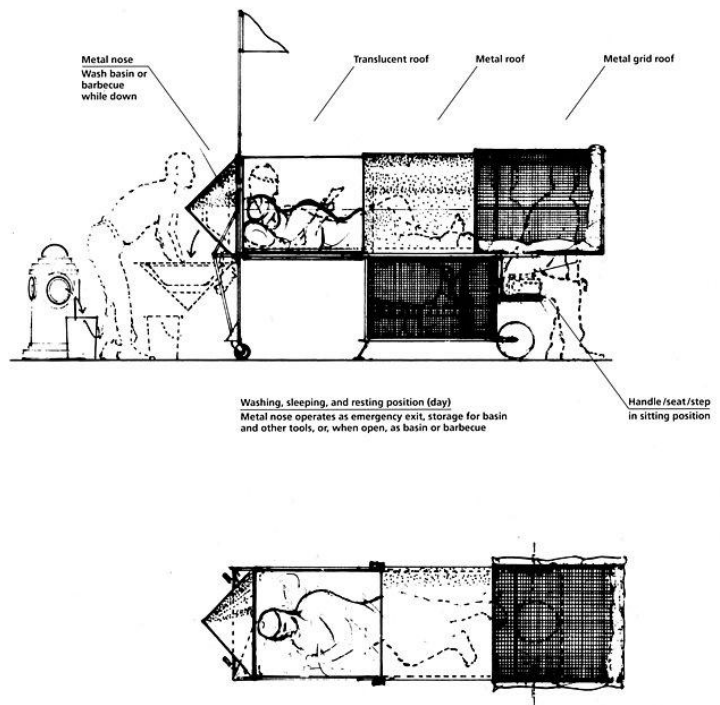 Metal nose
Wash basin or
barbecue
while down
Translucent roof
Metal roof
Metal grid roof
Washing, sleeping, and resting position (day)
Metal nose operates as emergency exit, storage for basin
and other tools, or, when open, as basin or barbecue
Handle/seat/step
in sitting position